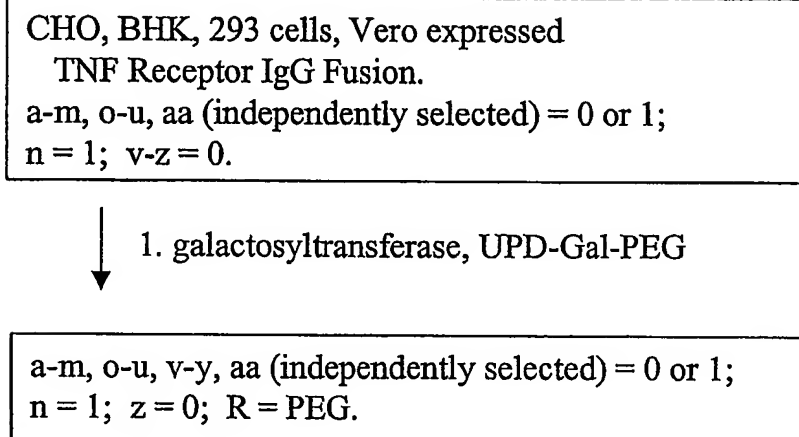 CHO, BHK, 293 cells, Vero expressed
TNF Receptor IgG Fusion.
a-m, o-u, aa (independently selected) = 0 or 1;
n = 1; v-z = 0.
1. galactosyltransferase, UPD-Gal-PEG
a-m, o-u, v-y, aa (independently selected) = 0 or 1;
n = 1; z = 0; R = PEG.